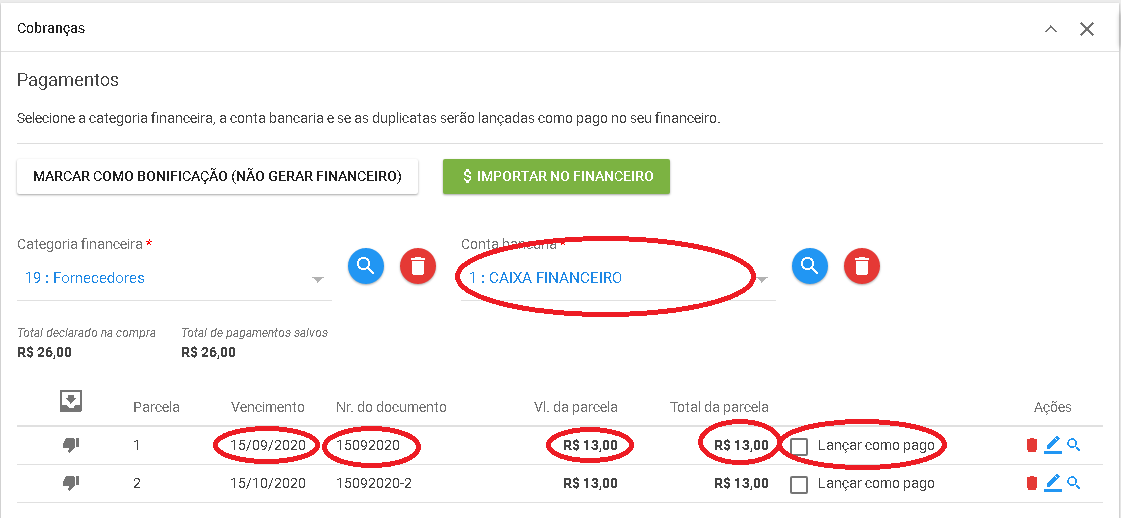 Cobranças
Pagamentos
Selecione a categoria financeira, a conta bancaria e se as duplicatas serão lançadas como pago no seu financeiro.
MARCAR COMO BONIFICAÇÃO (NÃO GERAR FINANCEIRO) $ IMPORTAR NO FINANCEIRO
Categoria financeira * Conta bancaria *
19 : Fornecedores 1 : CAIXA FINANCEIRO
Total declarado na compra Total de pagamentos salvos
R$ 26,00 R$ 26,00
Parcela Vencimento Nr. do documento Vl. da parcela Total da parcela Ações
1 15/09/2020 15092020 R$ 13,00 R$ 13,00 Lançar como pago
2 15/10/2020 15092020-2 R$ 13,00 R$ 13,00 Lançar como pago